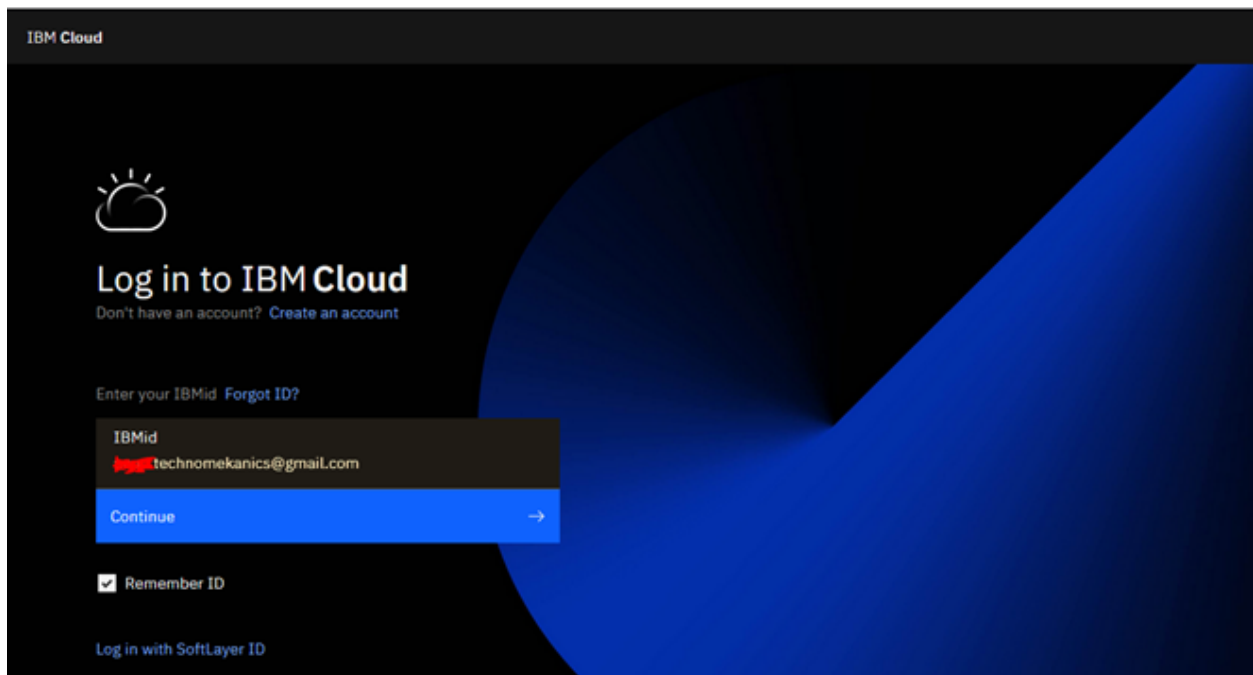 IBM Cloud
Log in to IBM Cloud
Don't have an account? Create an account
Enter your IBMid Forgot ID?
IBMid
technomekanics@gmail.com
Continue →
Remember ID
Log in with SoftLayer ID